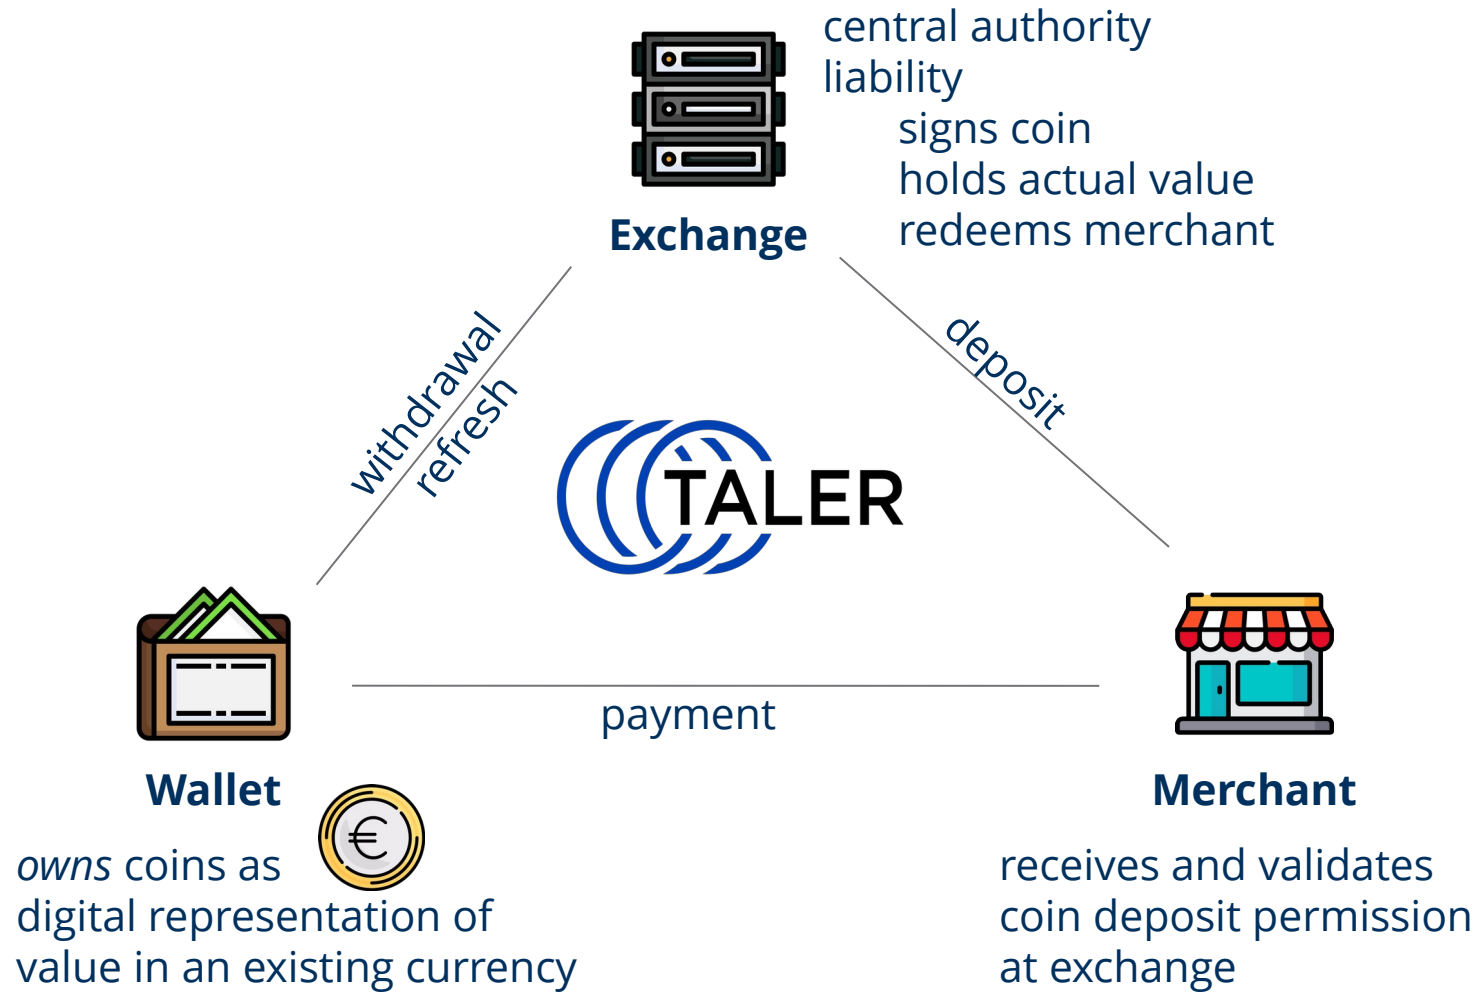 central authority
liability
signs coin
holds actual value
redeems merchant
Exchange
withdrawal
refresh
deposit
TALER
payment
Wallet
€
owns coins as
digital representation of
value in an existing currency
Merchant
receives and validates
coin deposit permission
at exchange